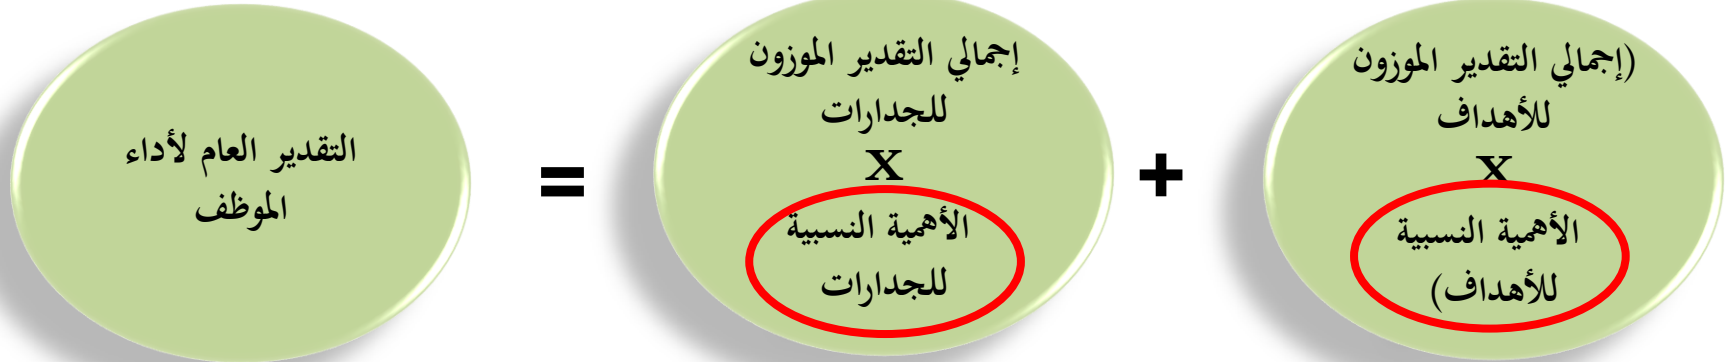 (إجمالي التقدير الموزون
للأهداف
X
الأهمية النسبية
للأهداف)
+
إجمالي التقدير الموزون
للجدارات
X
الأهمية النسبية
للجدارات
=
التقدير العام لأداء
الموظف